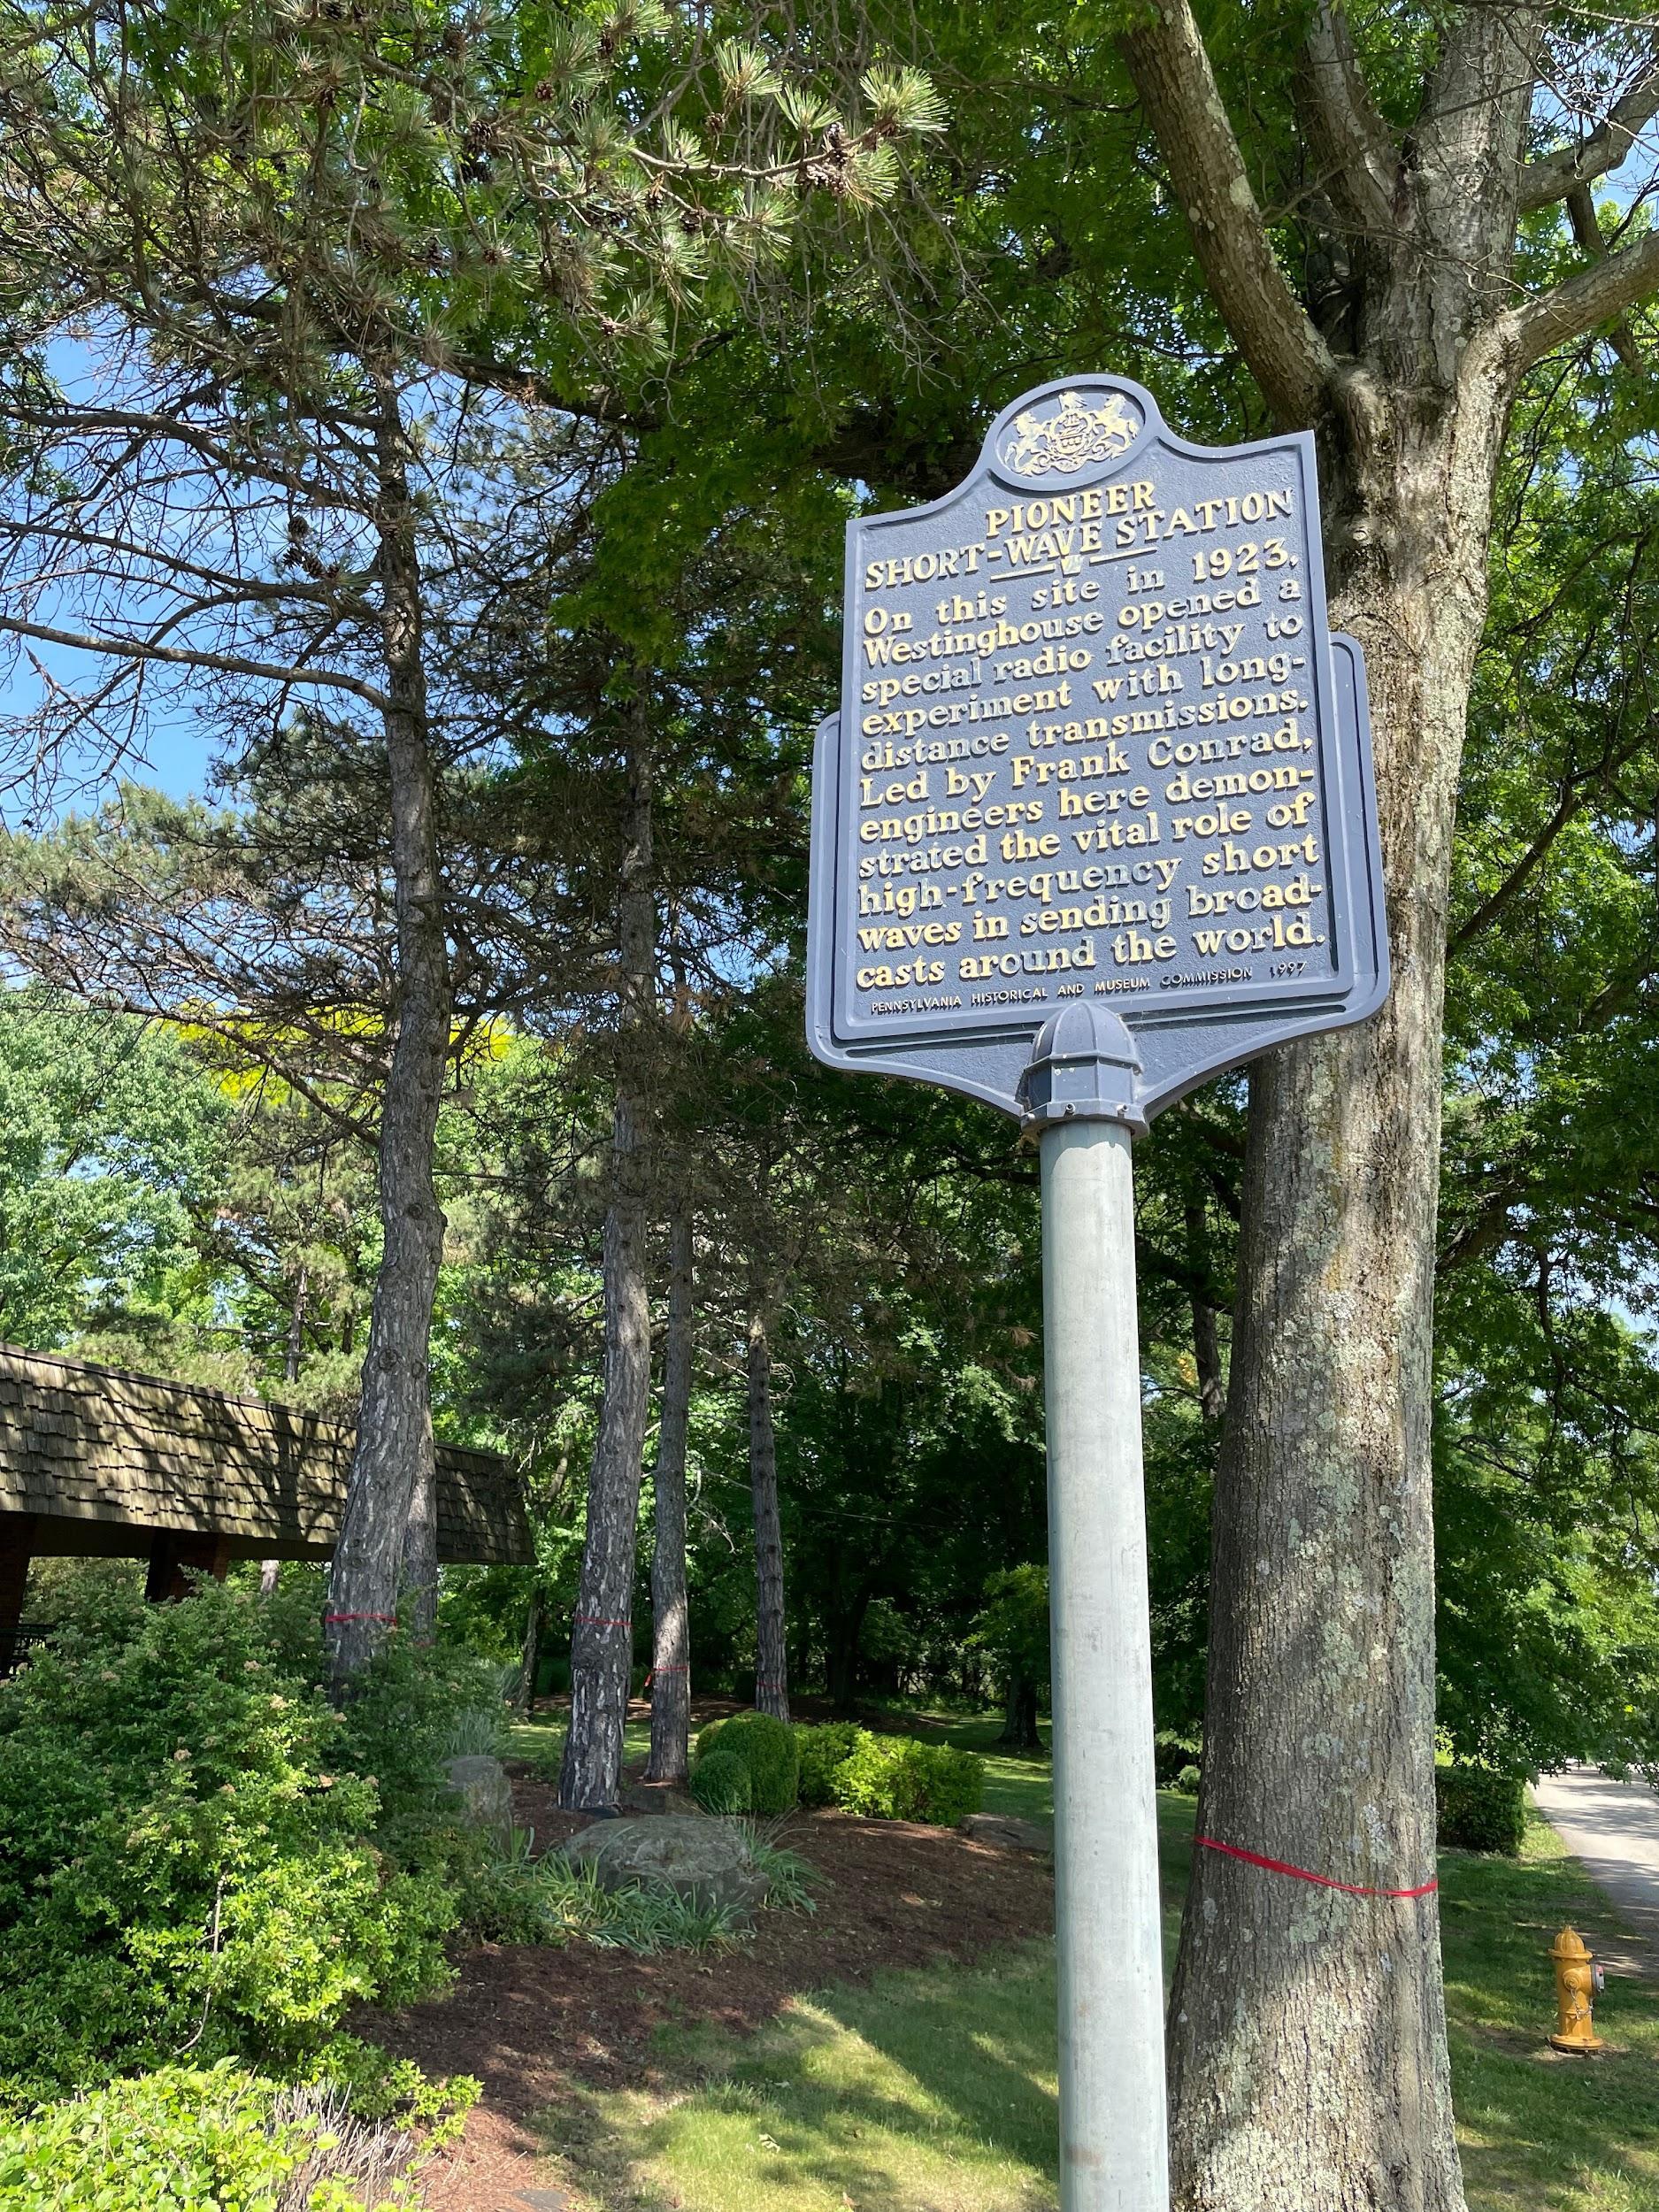 PIONEER
SHORT-WAVE STATION
On this site in 1923,
Westinghouse opened a
special radio facility to
experiment with long-
distance transmissions.
Led by Frank Conrad,
engineers here demon-
strated the vital role of
high-frequency short
waves in sending broad-
casts around the world.
PENNSYLVANIA HISTORICAL AND MUSEUM COMMISSION 1997